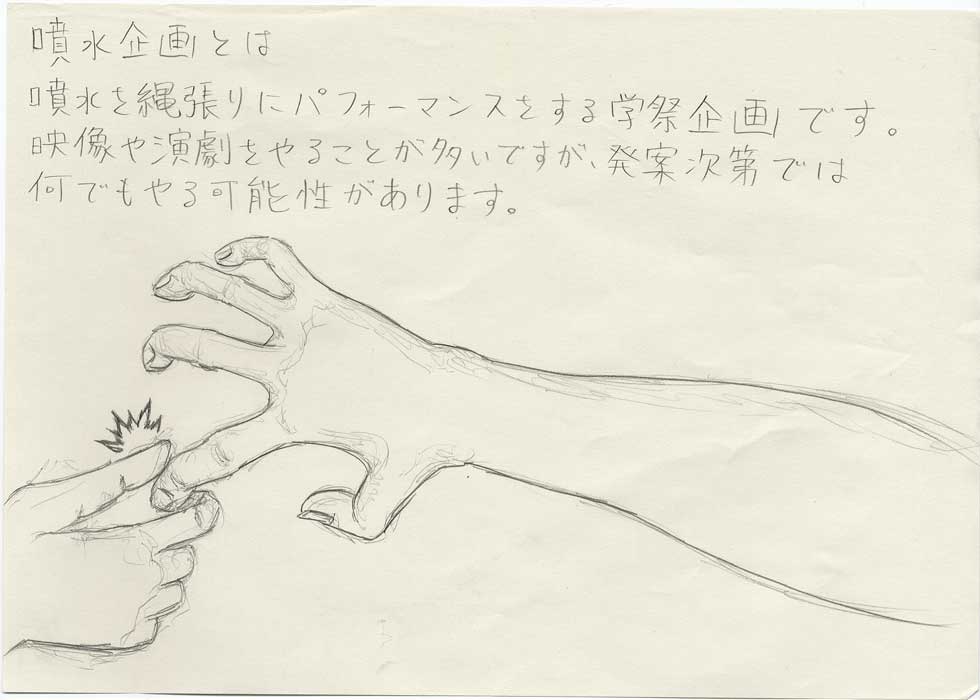 噴水企画とは
噴水を縄張りにパフォーマンスをする学祭企画です。
映像や演劇をやることが多いですが、発案次第では
何でもやる可能性があります。